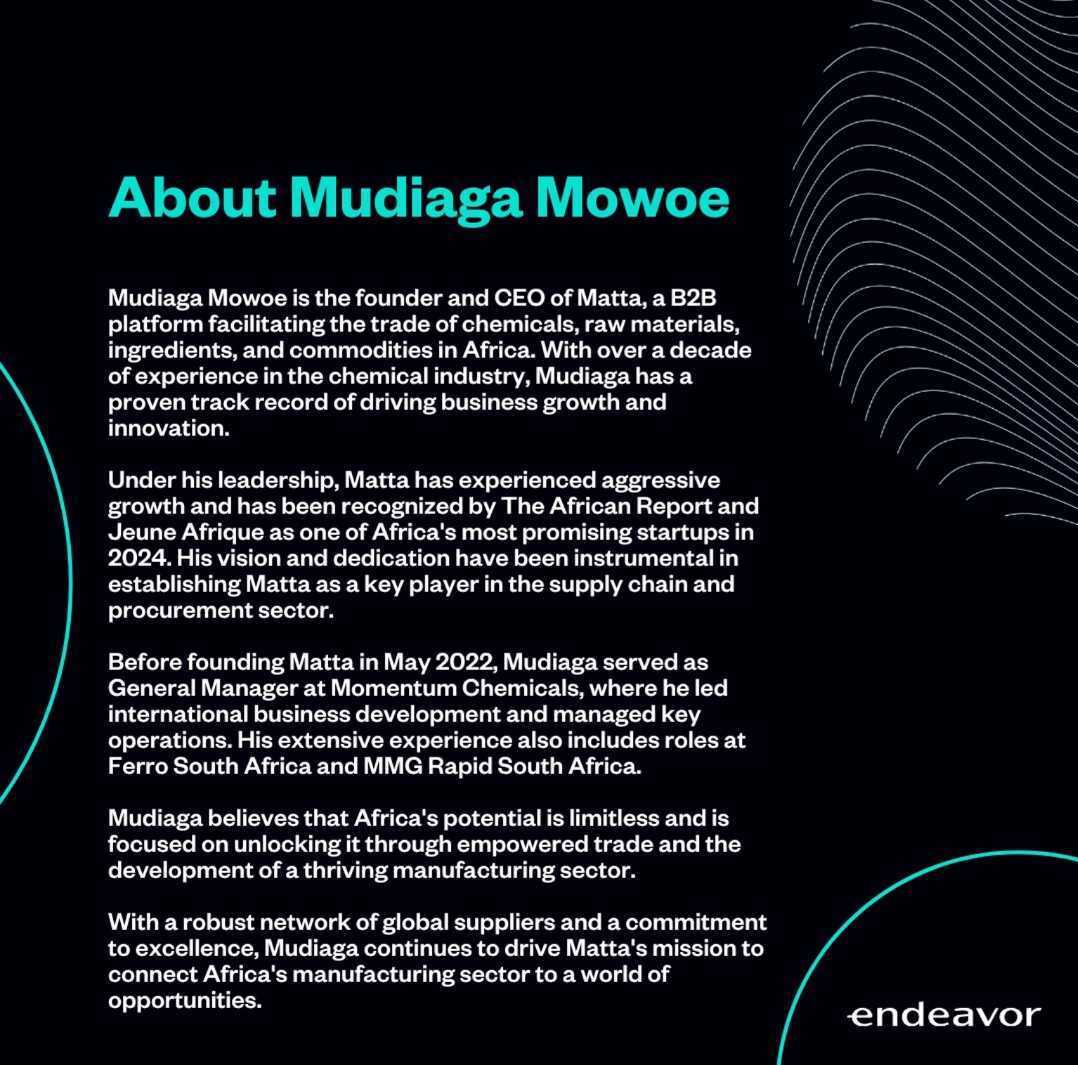 About Mudiaga Mowoe
Mudiaga Mowoe is the founder and CEO of Matta, a B2B
platform facilitating the trade of chemicals, raw materials,
ingredients, and commodities in Africa. With over a decade
of experience in the chemical industry, Mudiaga has a
proven track record of driving business growth and
innovation.
Under his leadership, Matta has experienced aggressive
growth and has been recognized by The African Report and
Jeune Afrique as one of Africa's most promising startups in
2024. His vision and dedication have been instrumental in
establishing Matta as a key player in the supply chain and
procurement sector.
Before founding Matta in May 2022, Mudiaga served as
General Manager at Momentum Chemicals, where he led
international business development and managed key
operations. His extensive experience also includes roles at
Ferro South Africa and MMG Rapid South Africa.
Mudiaga believes that Africa's potential is limitless and is
focused on unlocking it through empowered trade and the
development of a thriving manufacturing sector.
With a robust network of global suppliers and a commitment
to excellence, Mudiaga continues to drive Matta's mission to
connect Africa's manufacturing sector to a world of
opportunities.
endeavor